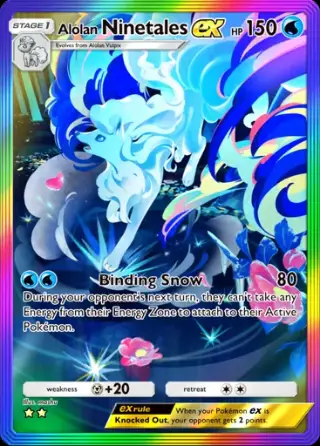 STAGE 1
Alolan Ninetales ex HP 150
Evolves from Alolan Vulpix
Binding Snow 80
During your opponent's next turn, they can't take any
Energy from their Energy Zone to attach to their Active
Pokémon.
Illus. mashu
weakness +20 retreat
ex rule When your Pokémon ex is
Knocked Out, your opponent gets 2 points.